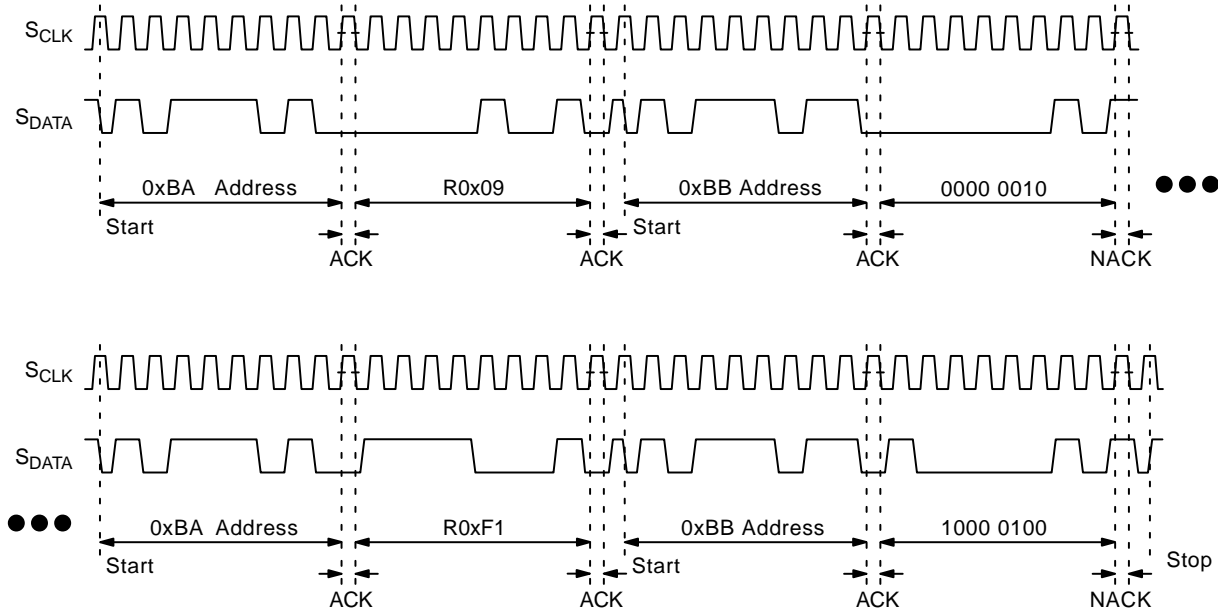 SCLK
SDATA
0xBA Address R0x09 0xBB Address 0000 0010
Start Start
ACK ACK ACK NACK
SCLK
SDATA
0xBA Address R0xF1 0xBB Address 1000 0100
Start Start Stop
ACK ACK ACK NACK